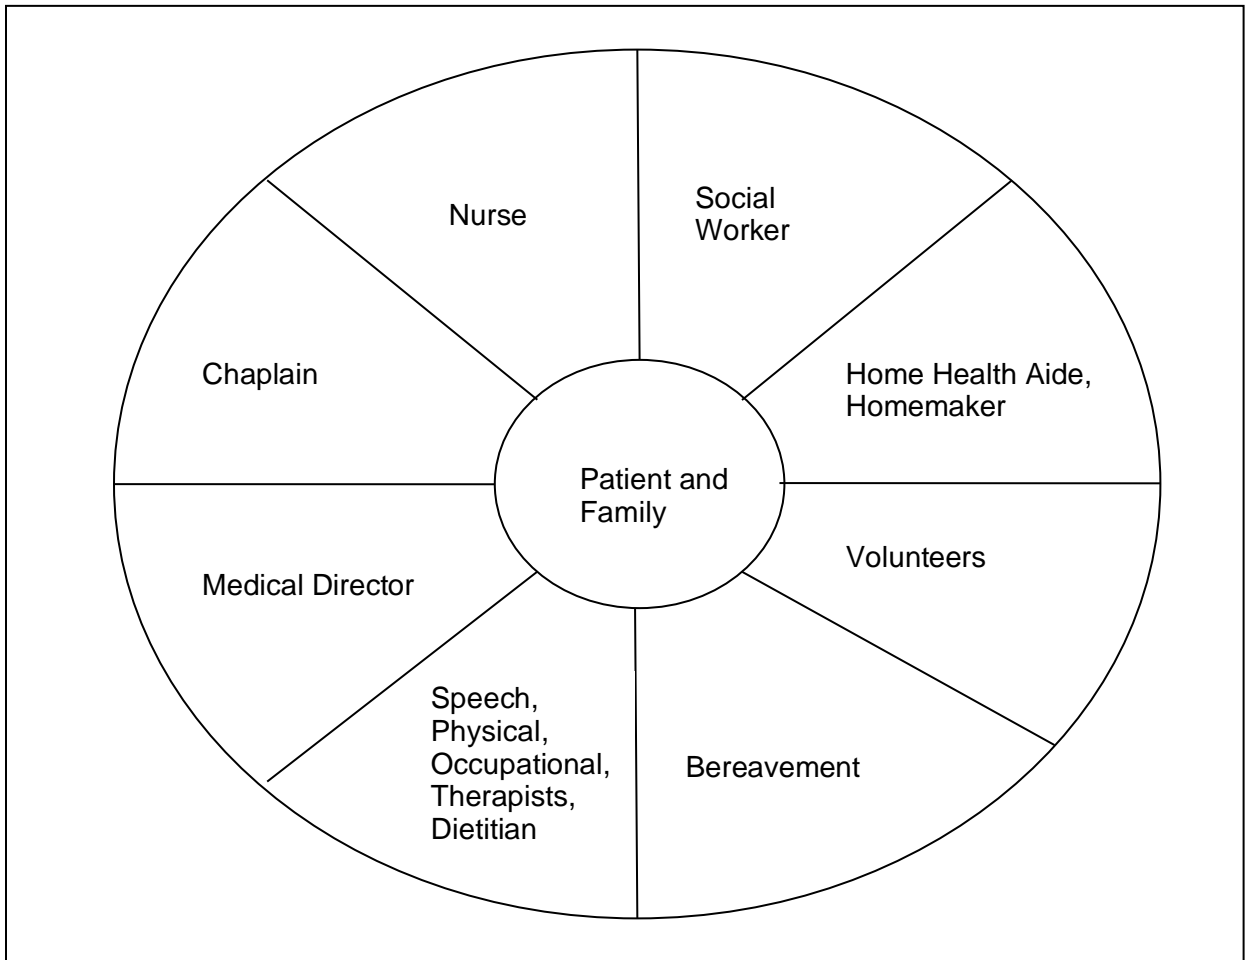 Nurse
Social
Worker
Chaplain
Home Health Aide,
Homemaker
Patient and
Family
Medical Director
Volunteers
Speech,
Physical,
Occupational,
Therapists,
Dietitian
Bereavement